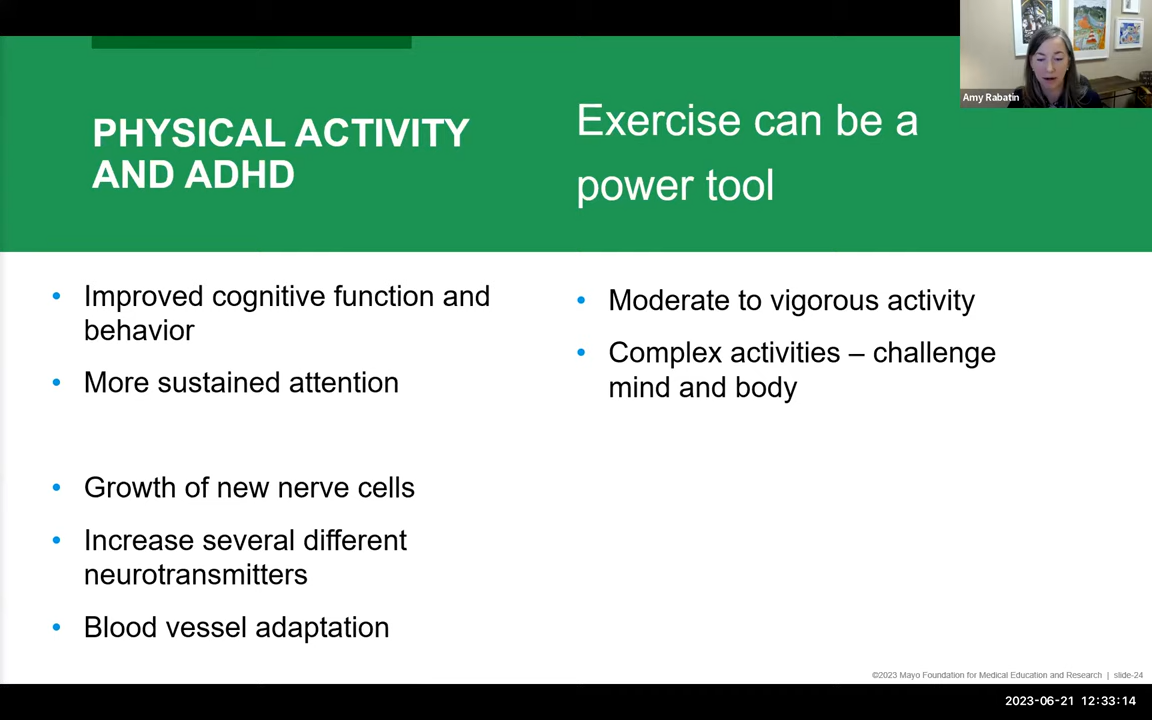 PHYSICAL ACTIVITY
AND ADHD
Exercise can be a
power tool
Amy Rabatin
• Improved cognitive function and
behavior
• More sustained attention
• Growth of new nerve cells
• Increase several different
neurotransmitters
• Blood vessel adaptation
• Moderate to vigorous activity
• Complex activities – challenge
mind and body
©2023 Mayo Foundation for Medical Education and Research | slide-24
2023-06-21 12:33:14